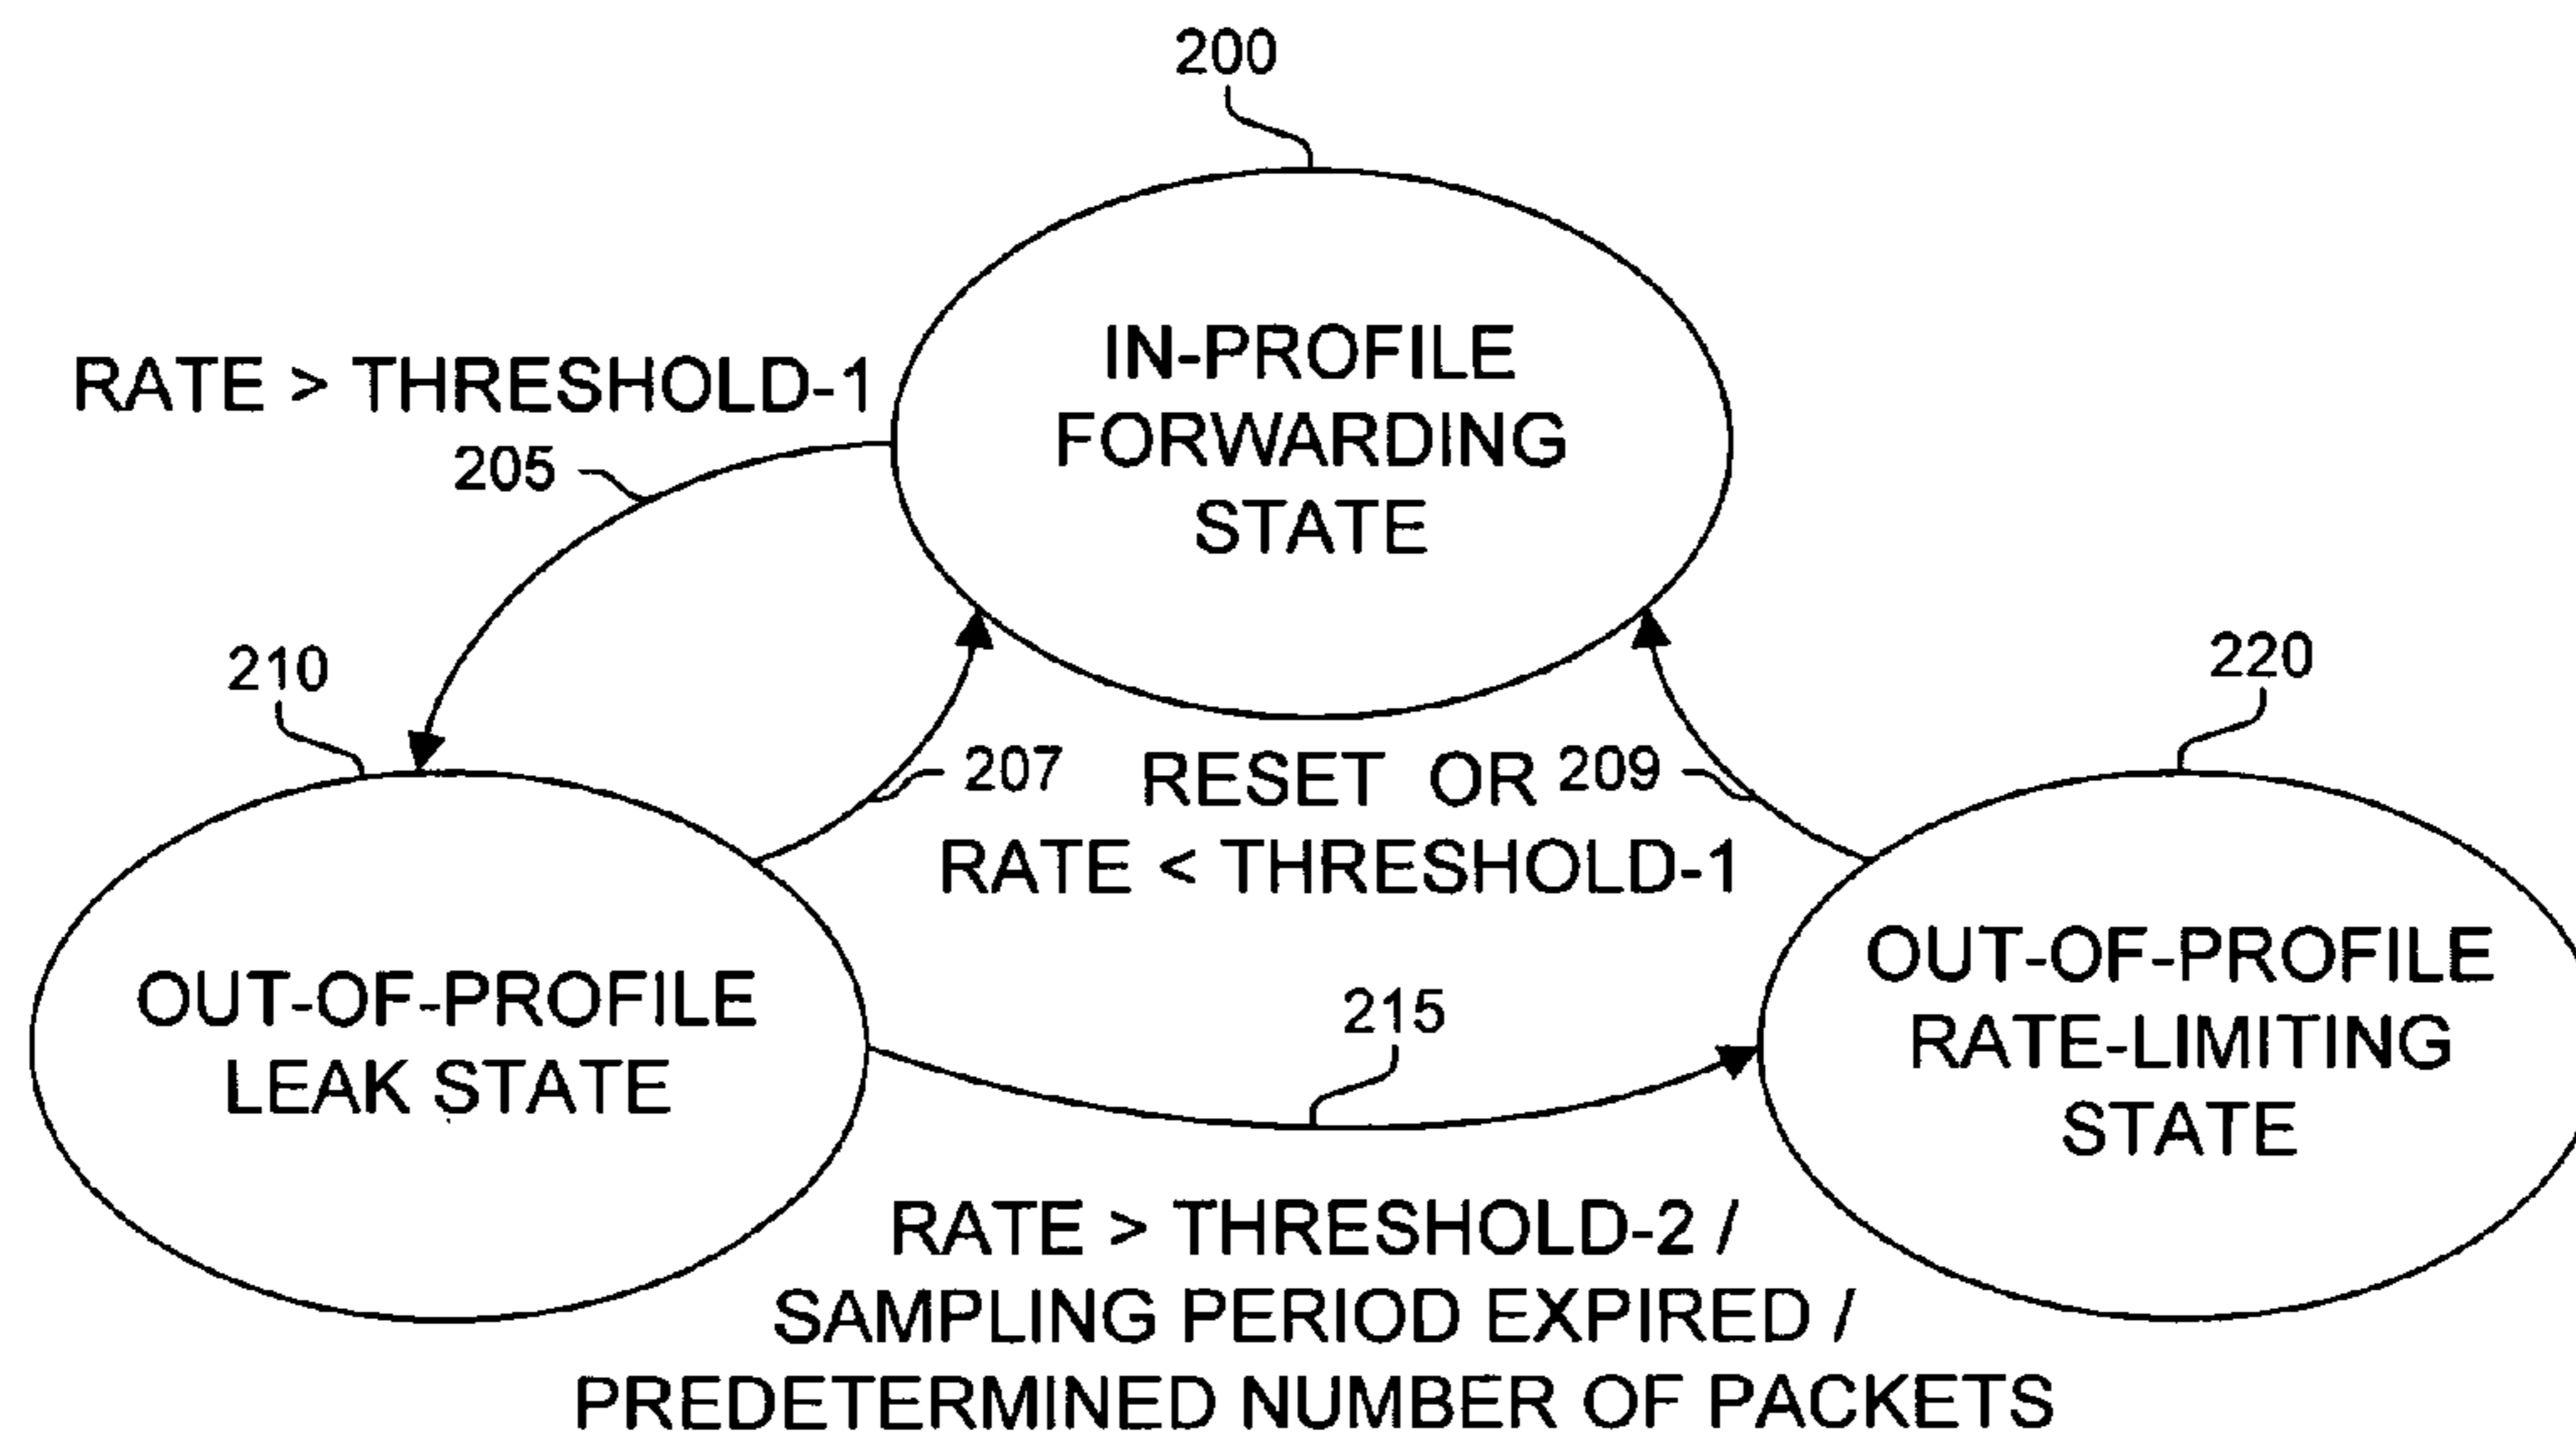 200
IN-PROFILE
FORWARDING
STATE
RATE > THRESHOLD-1
205
210
220
207
RESET OR
209
RATE < THRESHOLD-1
OUT-OF-PROFILE
LEAK STATE
OUT-OF-PROFILE
RATE-LIMITING
STATE
215
RATE > THRESHOLD-2 /
SAMPLING PERIOD EXPIRED /
PREDETERMINED NUMBER OF PACKETS